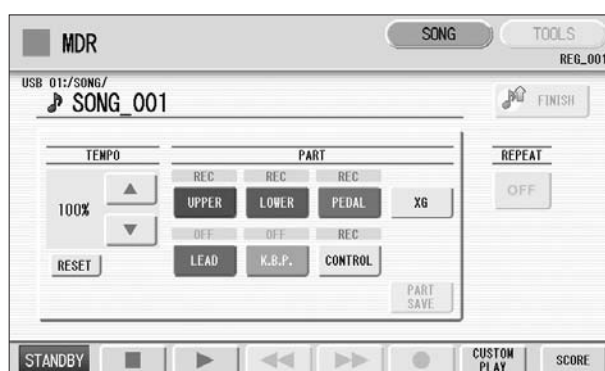 MDR
SONG
TOOLS
REG_001
USB 01:/SONG/
SONG_001
FINISH
TEMPO
PART
REPEAT
REC REC REC
100%
UPPER LOWER PEDAL XG
OFF
OFF OFF REC
RESET
LEAD K.B.P. CONTROL
PART
SAVE
STANDBY
CUSTOM
PLAY
SCORE